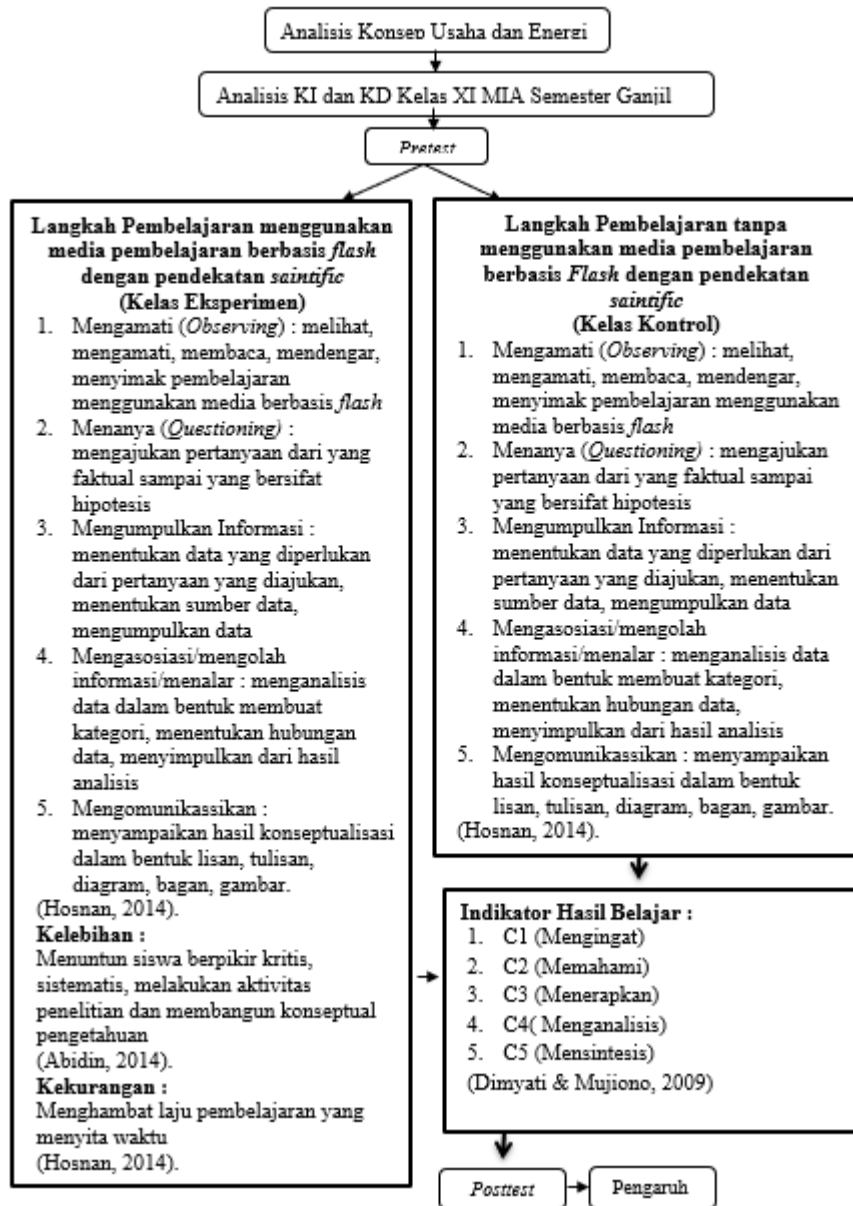 Analisis Konsep Usaha dan Energi
Analisis KI dan KD Kelas XI MIA Semester Ganjil
Pretest
Langkah Pembelajaran menggunakan
media pembelajaran berbasis flash
dengan pendekatan saintific
(Kelas Eksperimen)
1. Mengamati (Observing) : melihat,
mengamati, membaca, mendengar,
menyimak pembelajaran
menggunakan media berbasis flash
2. Menanya (Questioning) :
mengajukan pertanyaan dari yang
faktual sampai yang bersifat
hipotesis
3. Mengumpulkan Informasi :
menentukan data yang diperlukan
dari pertanyaan yang diajukan,
menentukan sumber data,
mengumpulkan data
4. Mengasosiasi/mengolah
informasi/menalar : menganalisis
data dalam bentuk membuat
kategori, menentukan hubungan
data, menyimpulkan dari hasil
analisis
5. Mengomunikassikan :
menyampaikan hasil konseptualisasi
dalam bentuk lisan, tulisan,
diagram, bagan, gambar.
(Hosnan, 2014).
Kelebihan :
Menuntun siswa berpikir kritis,
sistematis, melakukan aktivitas
penelitian dan membangun konseptual
pengetahuan
(Abidin, 2014).
Kekurangan :
Menghambat laju pembelajaran yang
menyita waktu
(Hosnan, 2014).
Langkah Pembelajaran tanpa
menggunakan media pembelajaran
berbasis Flash dengan pendekatan
saintific
(Kelas Kontrol)
1. Mengamati (Observing) : melihat,
mengamati, membaca, mendengar,
menyimak pembelajaran menggunakan
media berbasis flash
2. Menanya (Questioning) : mengajukan
pertanyaan dari yang faktual sampai
yang bersifat hipotesis
3. Mengumpulkan Informasi :
menentukan data yang diperlukan dari
pertanyaan yang diajukan, menentukan
sumber data, mengumpulkan data
4. Mengasosiasi/mengolah
informasi/menalar : menganalisis data
dalam bentuk membuat kategori,
menentukan hubungan data,
menyimpulkan dari hasil analisis
5. Mengomunikassikan : menyampaikan
hasil konseptualisasi dalam bentuk
lisan, tulisan, diagram, bagan, gambar.
(Hosnan, 2014).
Indikator Hasil Belajar :
1. C1 (Mengingat)
2. C2 (Memahami)
3. C3 (Menerapkan)
4. C4( Menganalisis)
5. C5 (Mensintesis)
(Dimyati & Mujiono, 2009)
Posttest
Pengaruh